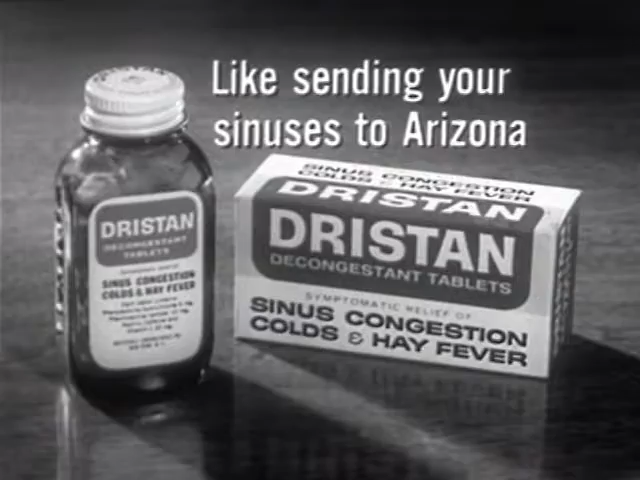 Like sending your
sinuses to Arizona
DRISTAN
DECONGESTANT
TABLETS
SINUS CONGESTION
COLDS & HAY FEVER
SINUS CONGESTION
COLDS & HAY FEVER
DRISTAN
DRISTAN
DECONGESTANT TABLETS
SYMPTOMATIC RELIEF OF
SINUS CONGESTION
COLDS & HAY FEVER